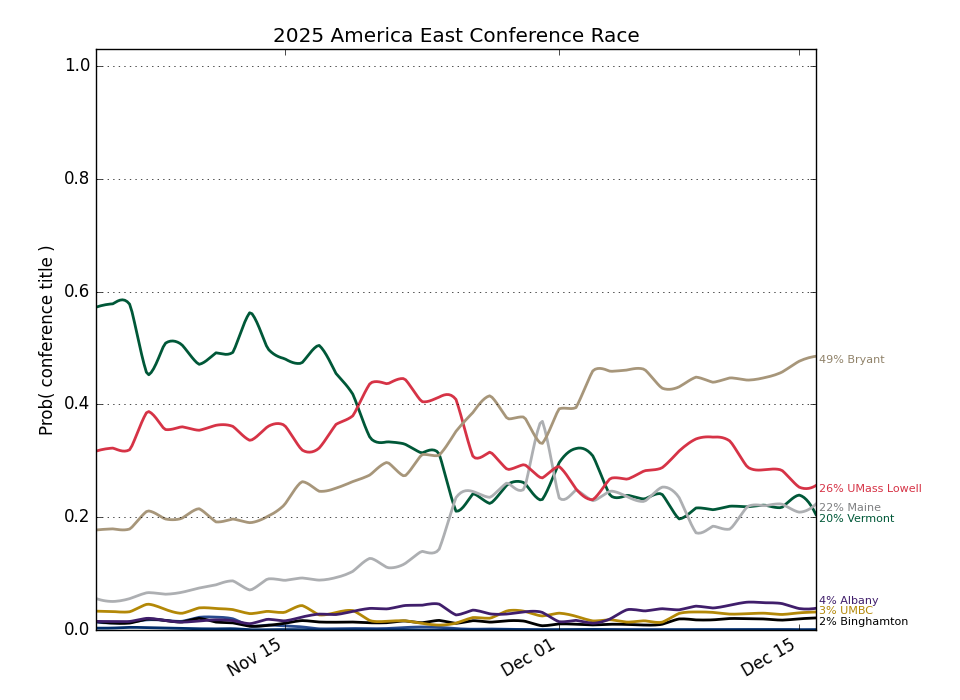 2025 America East Conference Race
Prob( conference title )
1.0
0.8
0.6
0.4
0.2
0.0
Nov 15
Dec 01
Dec 15
49% Bryant
26% UMass Lowell
22% Maine
20% Vermont
4% Albany
3% UMBC
2% Binghamton